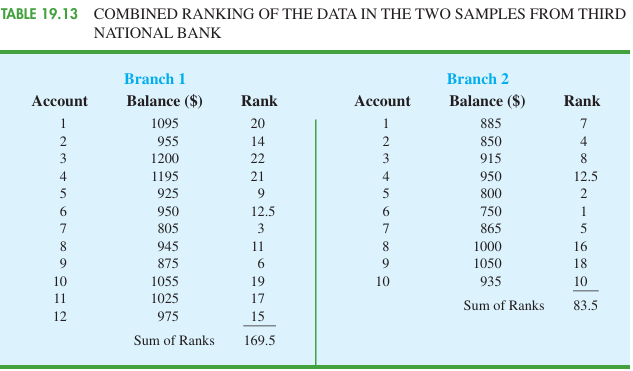 TABLE 19.13 COMBINED RANKING OF THE DATA IN THE TWO SAMPLES FROM THIRD
NATIONAL BANK
Branch 1 Branch 2
Account Balance ($) Rank Account Balance ($) Rank
1 1095 20 1 885 7
2 955 14 2 850 4
3 1200 22 3 915 8
4 1195 21 4 950 12.5
5 925 9 5 800 2
6 950 12.5 6 750 1
7 805 3 7 865 5
8 945 11 8 1000 16
9 875 6 9 1050 18
10 1055 19 10 935 10
11 1025 17
Sum of Ranks 83.5
12 975 15
Sum of Ranks 169.5